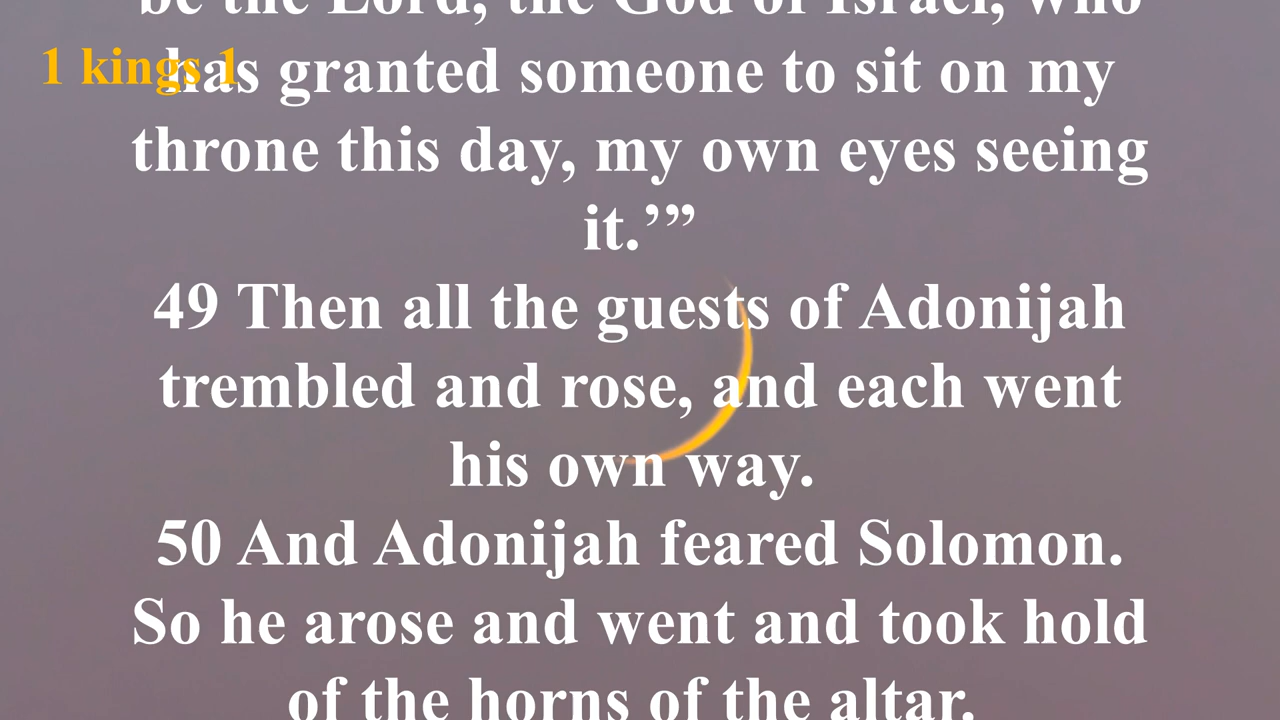 be the Lord, the God of Israel, who
1 kings 1
has granted someone to sit on my
throne this day, my own eyes seeing
it.’”
49 Then all the guests of Adonijah
trembled and rose, and each went
his own way.
50 And Adonijah feared Solomon.
So he arose and went and took hold
of the horns of the altar.